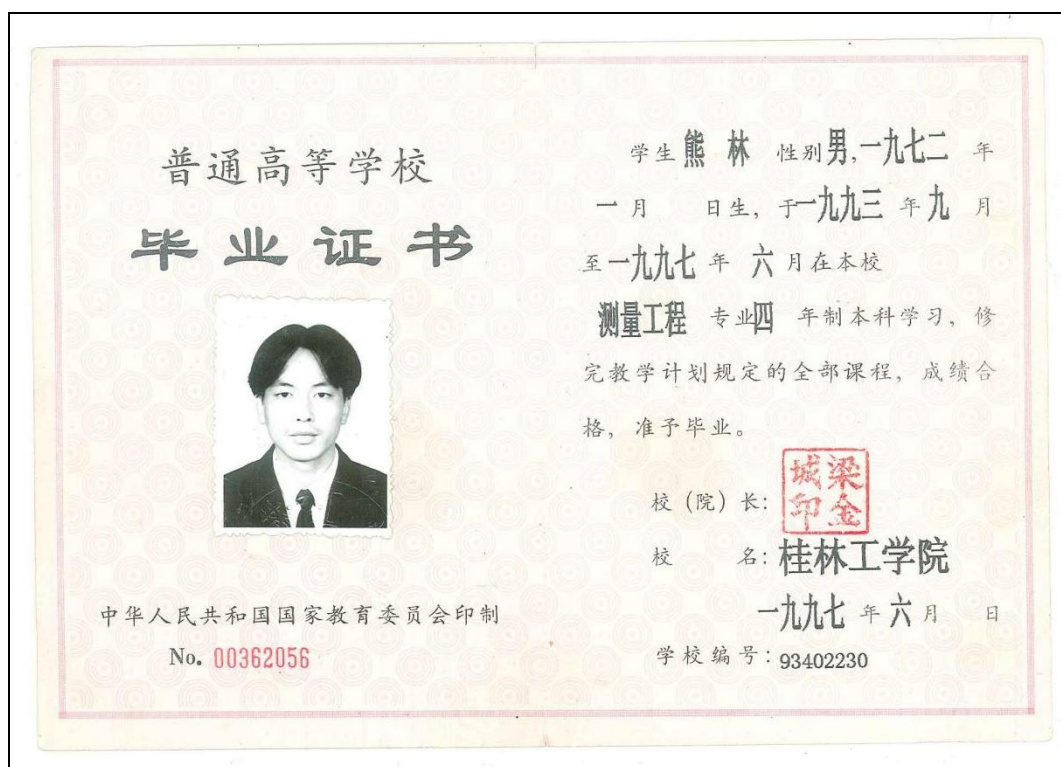 普通高等学校
毕业证书
中华人民共和国国家教育委员会印制
No. 00362056
学生 熊 林 性别 男,一九七二 年
一 月 日生, 于 一九九三 年 九 月
至 一九九七 年 六 月在本校
测量工程 专业 四 年制本科学习, 修
完教学计划规定的全部课程, 成绩合
格, 准予毕业。
校 (院) 长: 梁金城印
校 名: 桂林工学院
一九九七 年 六 月 日
学校编号: 93402230